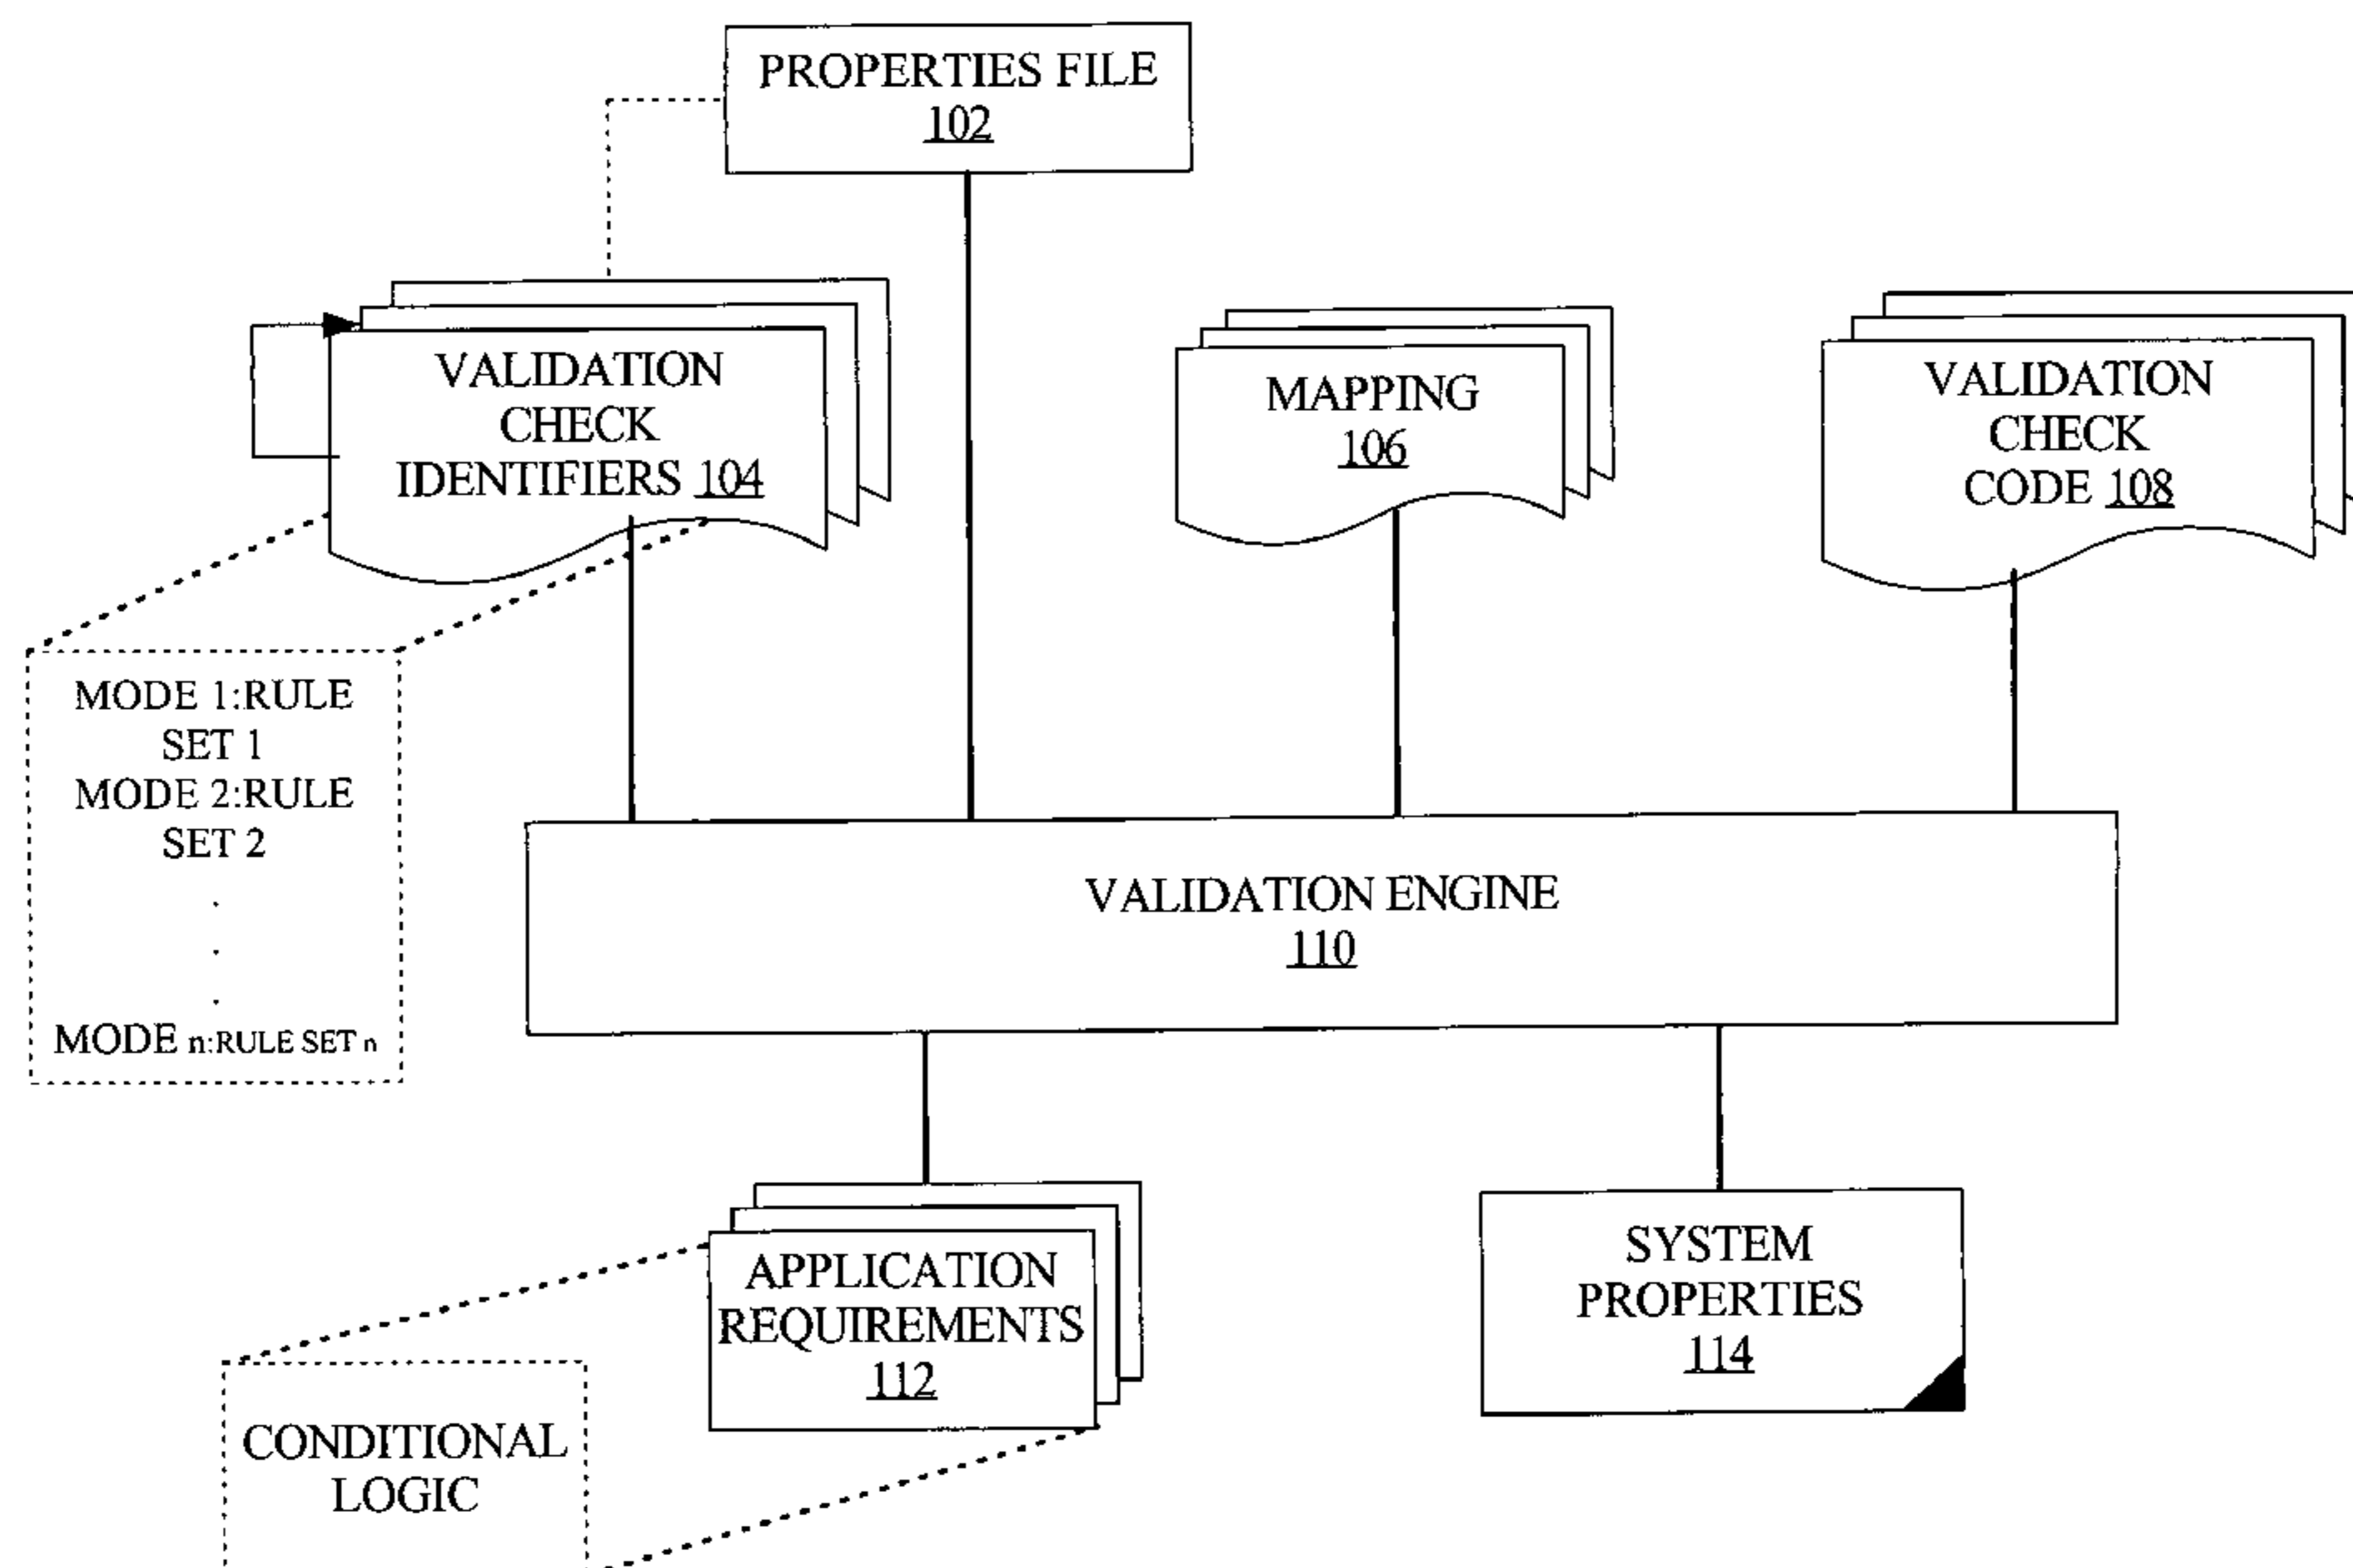 PROPERTIES FILE
102
VALIDATION
CHECK
IDENTIFIERS 104
MAPPING
106
VALIDATION
CHECK
CODE 108
MODE 1:RULE
SET 1
MODE 2:RULE
SET 2
.
.
.
MODE n:RULE SET n
VALIDATION ENGINE
110
APPLICATION
REQUIREMENTS
112
SYSTEM
PROPERTIES
114
CONDITIONAL
LOGIC